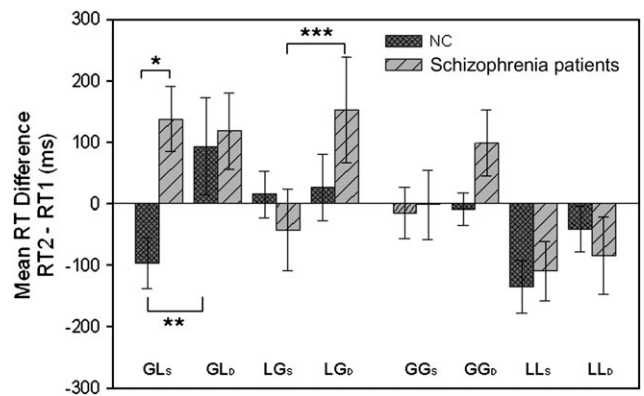 300
200
100
0
-100
-200
-300
Mean RT Difference
RT2 - RT1 (ms)
NC
Schizophrenia patients
*
**
***
GLs GLD LGs LGD GGs GGD LLs LLD